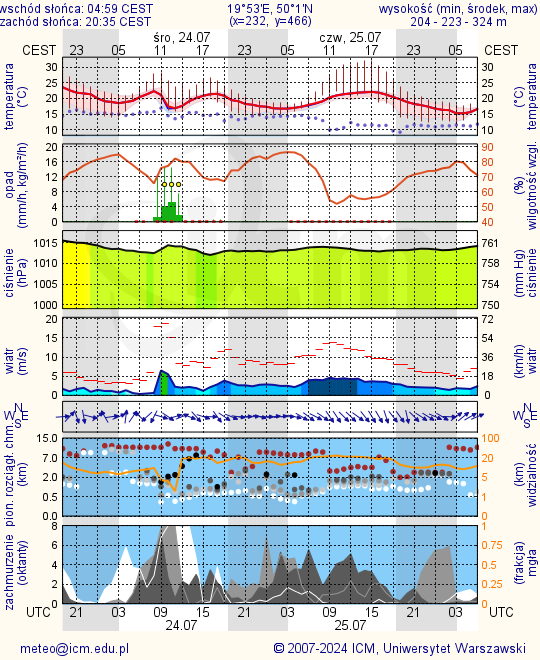 wschód słońca: 04:59 CEST 19°53'E, 50°1'N wysokość (min, środek, max)
zachód słońca: 20:35 CEST (x=232, y=466) 204 - 223 - 324 m
śro, 24.07 czw, 25.07
CEST 23 05 11 17 23 05 11 17 23 05 CEST
temperatura (°C)
30
25
20
15
10
30
25
20
15
10
(°C) temperatura
opad (mm/h, kg/m²/h)
20
16
12
8
4
0
90
80
70
60
50
40
(%) wilgotność wzgl.
ciśnienie (hPa)
1015
1010
1005
1000
761
758
754
750
(mm Hg) ciśnienie
wiatr (m/s)
20
15
10
5
0
72
54
36
18
0
(km/h) wiatr
N
W E
S
N
W E
S
pion. rozciągł. chm. (km)
15.0
7.0
2.0
0.5
0.0
100
20
10
5
1
0
(km) widzialność
zachmurzenie (oktanty)
8
6
4
2
0
1
0.75
0.5
0.25
0
(frakcja) mgła
UTC 21 03 09 15 21 03 09 15 21 03 UTC
24.07 25.07
meteo@icm.edu.pl © 2007-2024 ICM, Uniwersytet Warszawski